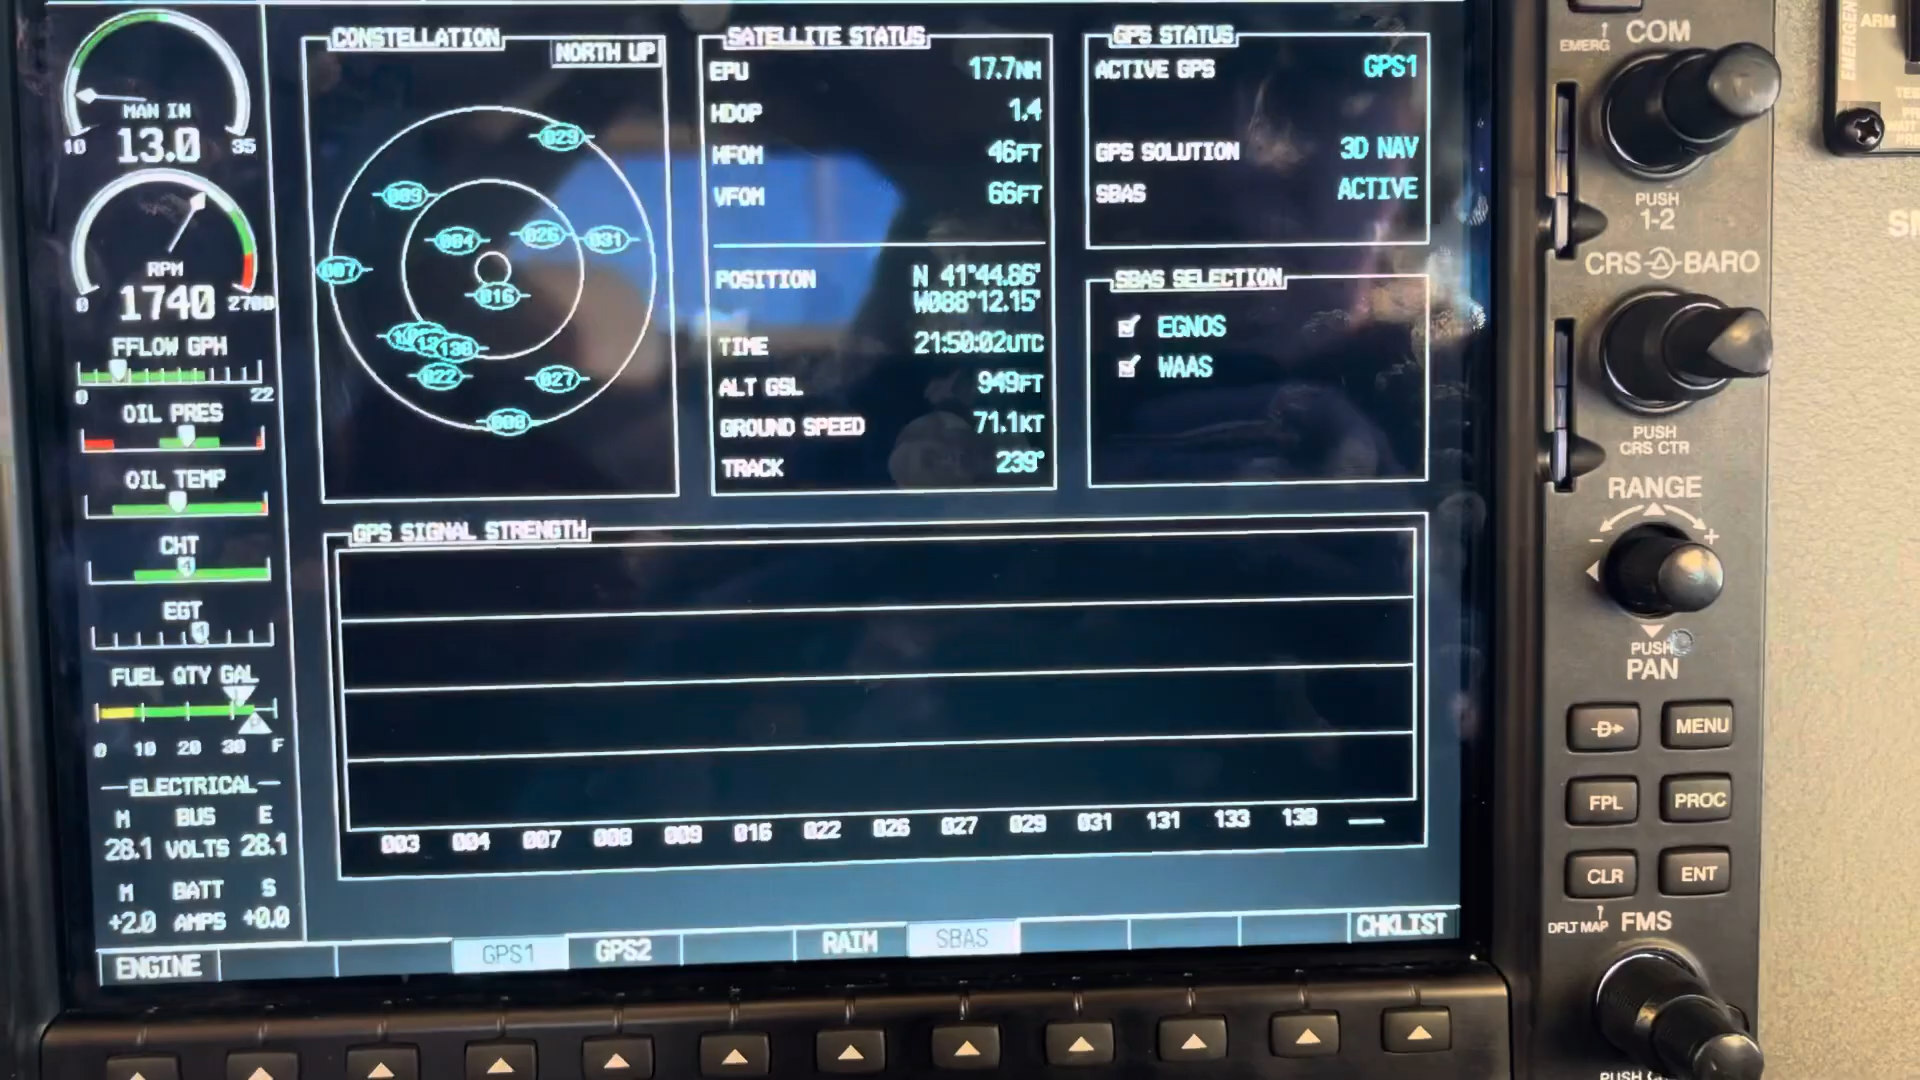 CONSTELLATION
NORTH UP
029
009
004
026
031
007
016
138
022
027
008
SATELLITE STATUS
EPU 17.7NM
HDOP 1.4
HFOM 46FT
VFOM 66FT
POSITION N 41°44.86'
W088°12.15'
TIME 21:50:02UTC
ALT GSL 949FT
GROUND SPEED 71.1KT
TRACK 239°
GPS STATUS
ACTIVE GPS GPS1
GPS SOLUTION 3D NAV
SBAS ACTIVE
SBAS SELECTION
EGNOS
WAAS
MAN IN
10 13.0 35
RPM
0 1740 2700
FFLOW GPH
0 22
OIL PRES
OIL TEMP
CHT
4
EGT
4
FUEL QTY GAL
0 10 20 30 F
ELECTRICAL
M BUS E
28.1 VOLTS 28.1
M BATT S
+2.0 AMPS +0.0
GPS SIGNAL STRENGTH
003 004 007 008 009 016 022 026 027 029 031 131 133 138 ___
ENGINE GPS1 GPS2 RAIM SBAS CHKLIST
EMERG COM
PUSH
1-2
CRS BARO
PUSH
CRS CTR
RANGE
- +
PUSH
PAN
D MENU
FPL PROC
CLR ENT
DFLT MAP FMS
EMERGEN
ARM